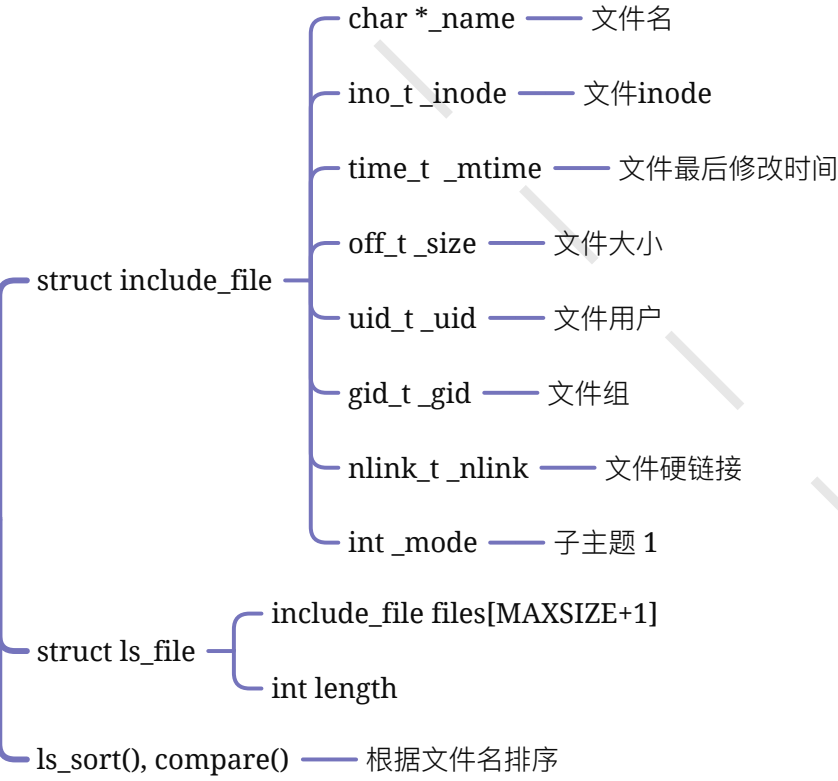 char *_name 文件名
ino_t _inode 文件inode
time_t _mtime 文件最后修改时间
off_t _size 文件大小
struct include_file
uid_t _uid 文件用户
gid_t _gid 文件组
nlink_t _nlink 文件硬链接
int _mode 子主题 1
include_file files[MAXSIZE+1]
struct ls_file
int length
ls_sort(), compare() 根据文件名排序